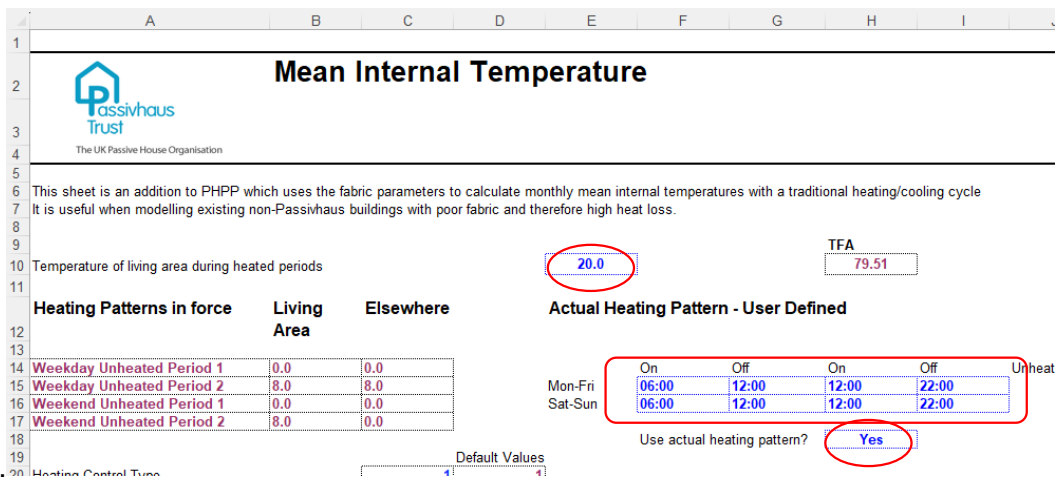 A B C D E F G H I
1
2 Mean Internal Temperature
Passivhaus
3 Trust
4 The UK Passive House Organisation
5
6 This sheet is an addition to PHPP which uses the fabric parameters to calculate monthly mean internal temperatures with a traditional heating/cooling cycle
7 It is useful when modelling existing non-Passivhaus buildings with poor fabric and therefore high heat loss.
8
9 TFA
10 Temperature of living area during heated periods 20.0 79.51
11
Heating Patterns in force Living Elsewhere Actual Heating Pattern - User Defined
12 Area
13
14 Weekday Unheated Period 1 0.0 0.0 On Off On Off Unheat
15 Weekday Unheated Period 2 8.0 8.0 Mon-Fri 06:00 12:00 12:00 22:00
16 Weekend Unheated Period 1 0.0 0.0 Sat-Sun 06:00 12:00 12:00 22:00
17 Weekend Unheated Period 2 8.0 0.0
18 Use actual heating pattern? Yes
19 Default Values
20 Heating Control Type 1 1